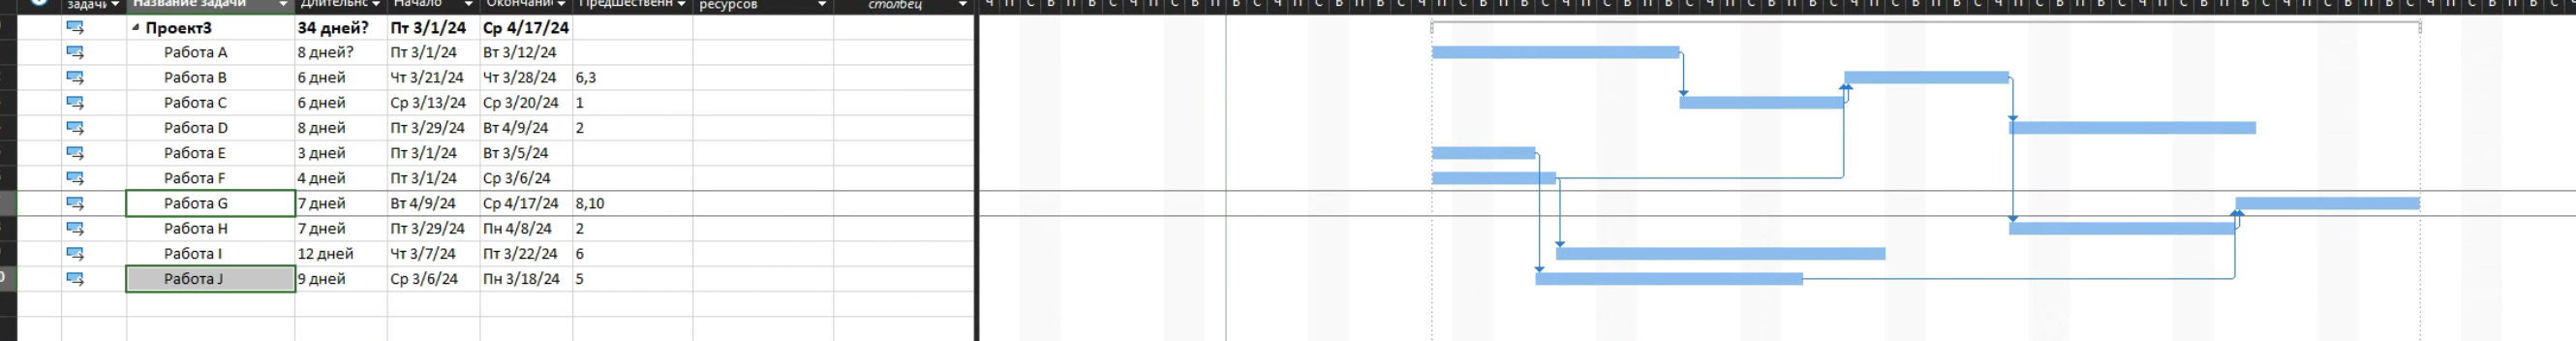 задачи Название задачи Длительнс Начало Окончани Предшественн ресурсов столбец
Проект3 34 дней? Пт 3/1/24 Ср 4/17/24
Работа A 8 дней? Пт 3/1/24 Вт 3/12/24
Работа B 6 дней Чт 3/21/24 Чт 3/28/24 6,3
Работа C 6 дней Ср 3/13/24 Ср 3/20/24 1
Работа D 8 дней Пт 3/29/24 Вт 4/9/24 2
Работа E 3 дней Пт 3/1/24 Вт 3/5/24
Работа F 4 дней Пт 3/1/24 Ср 3/6/24
Работа G 7 дней Вт 4/9/24 Ср 4/17/24 8,10
Работа H 7 дней Пт 3/29/24 Пн 4/8/24 2
Работа I 12 дней Чт 3/7/24 Пт 3/22/24 6
Работа J 9 дней Ср 3/6/24 Пн 3/18/24 5